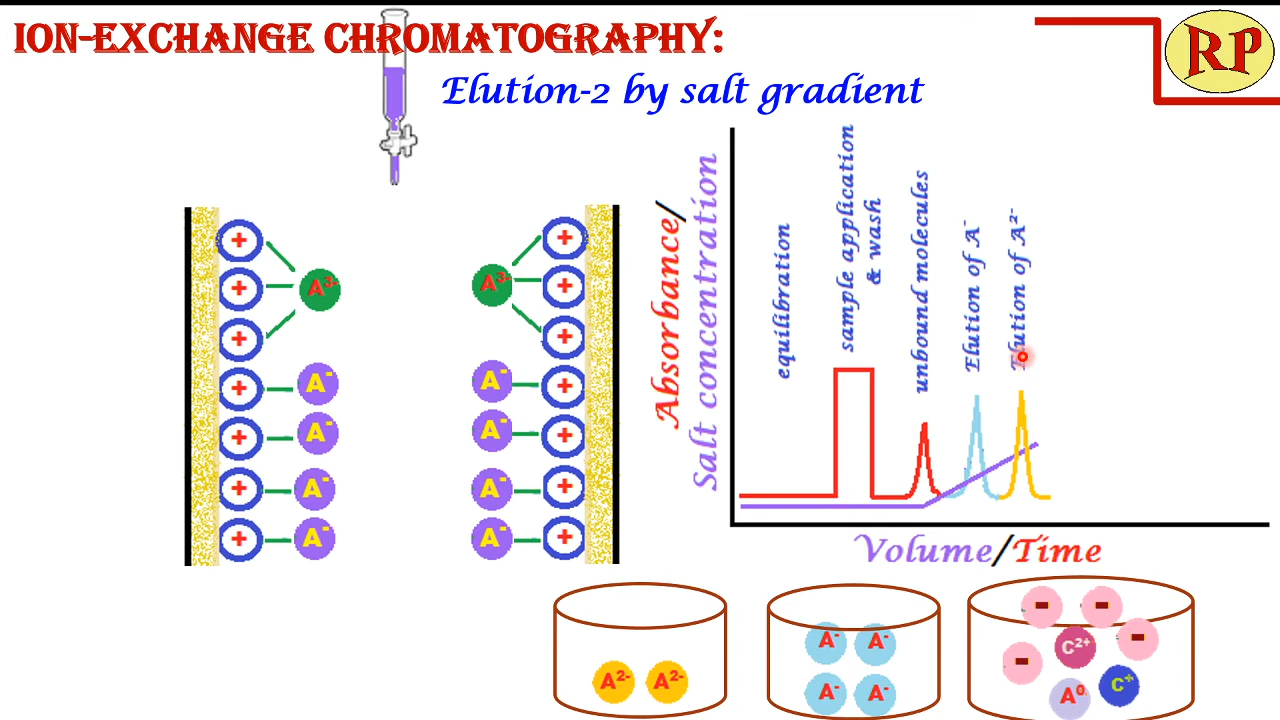 ION-EXCHANGE CHROMATOGRAPHY:
RP
Elution-2 by salt gradient
Absorbance/
Salt concentration
equilibration
sample application
& wash
unbound molecules
Elution of A⁻
Elution of A²⁻
+ A³⁻ A³⁻ +
+ +
+ +
+ A⁻ A⁻ +
+ A⁻ A⁻ +
+ A⁻ A⁻ +
+ A⁻ A⁻ +
Volume/Time
A²⁻ A²⁻
A⁻ A⁻
A⁻ A⁻
- -
- C²⁺ -
A⁰ C⁺